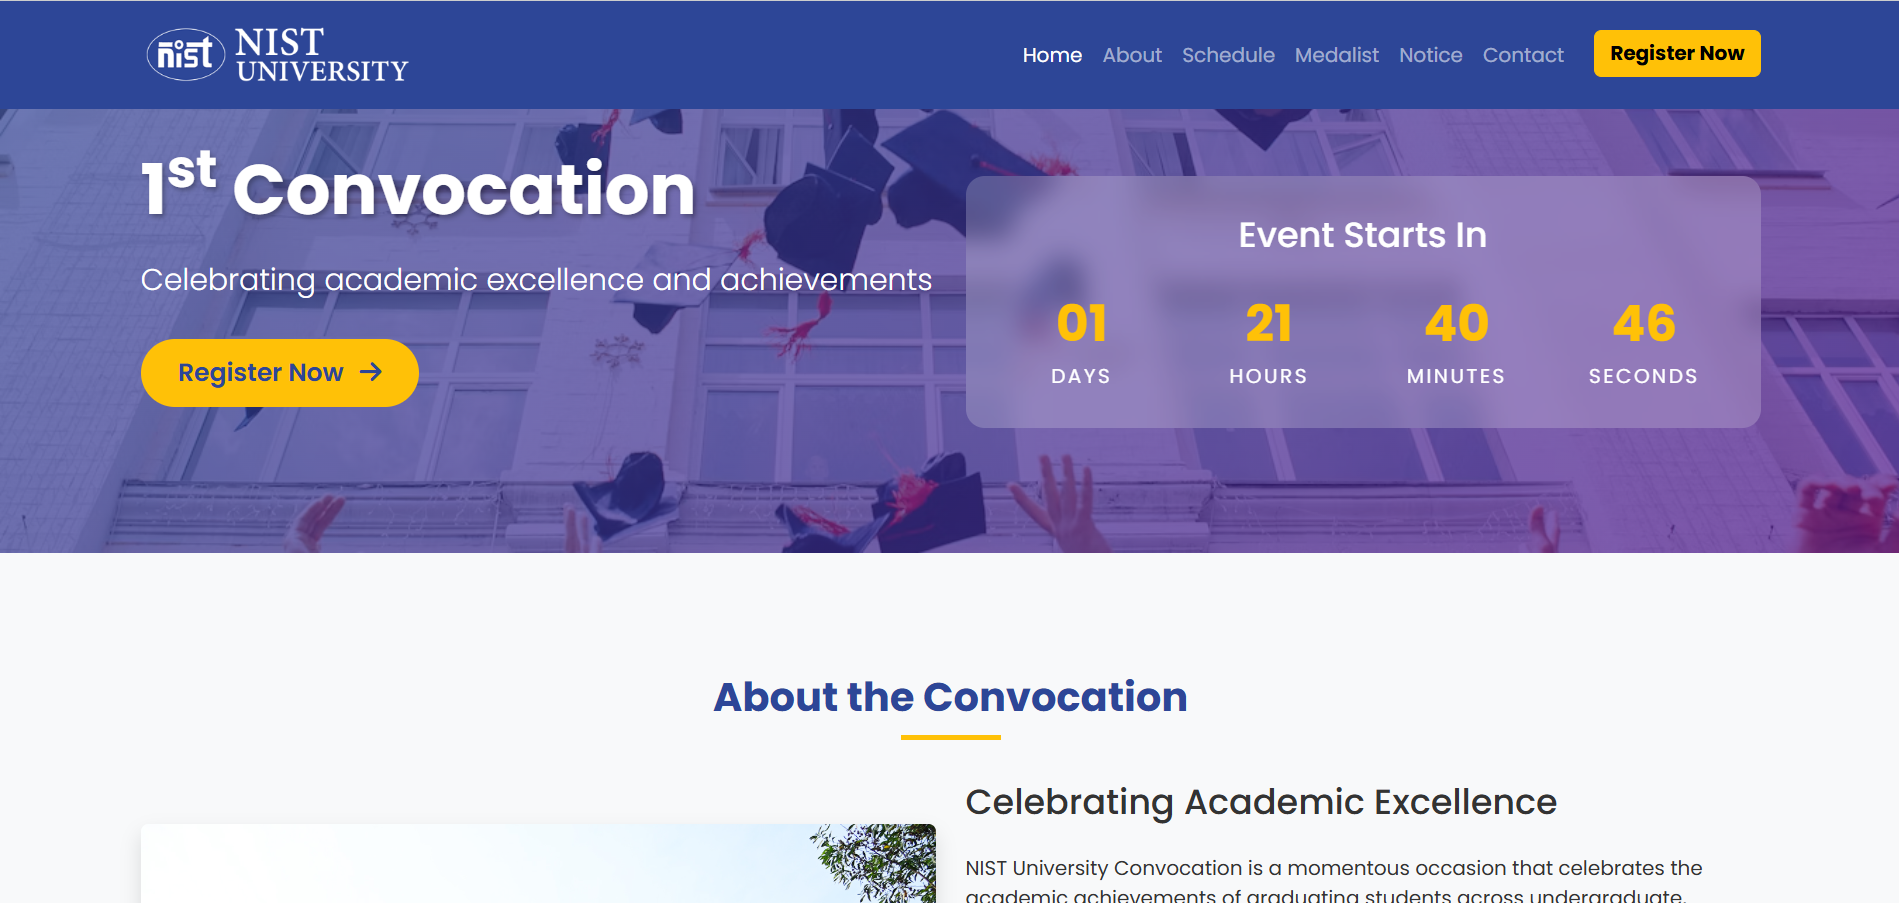 nist NIST
UNIVERSITY
Home About Schedule Medalist Notice Contact Register Now
1st Convocation
Celebrating academic excellence and achievements
Register Now →
Event Starts In
01 21 40 46
DAYS HOURS MINUTES SECONDS
About the Convocation
Celebrating Academic Excellence
NIST University Convocation is a momentous occasion that celebrates the
academic achievements of graduating students across undergraduate,